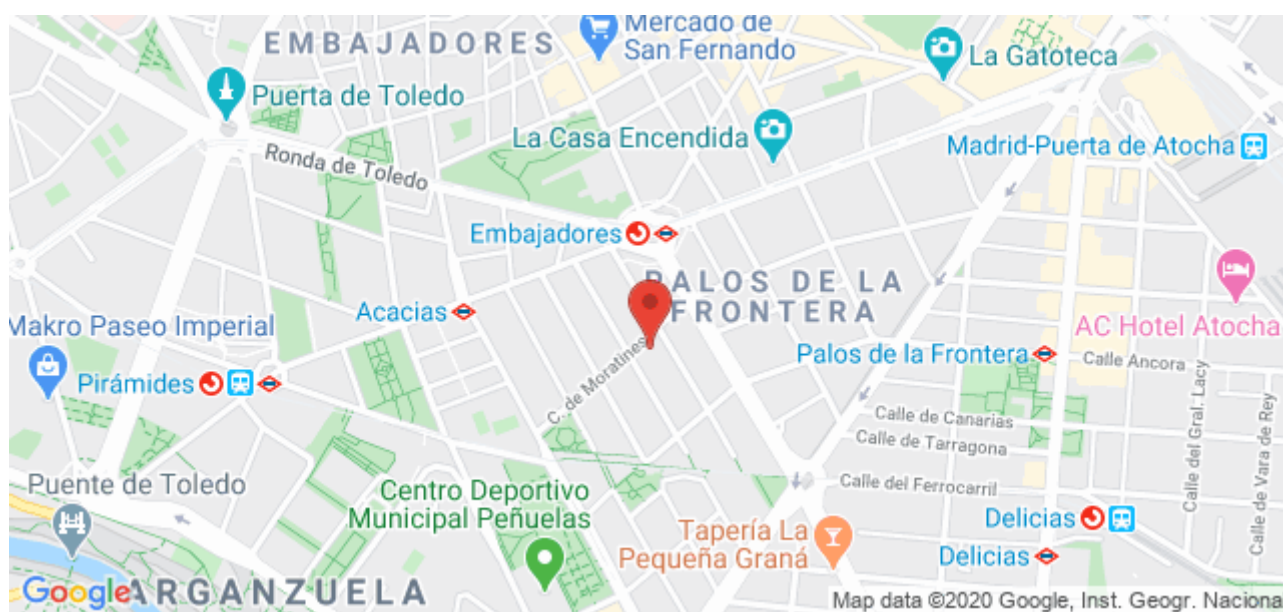 Mercado de
San Fernando
EMBAJADORES
La Gatoteca
Puerta de Toledo
La Casa Encendida
Madrid-Puerta de Atocha
Ronda de Toledo
Embajadores
PALOS DE LA
FRONTERA
Acacias
AC Hotel Atocha
Makro Paseo Imperial
C. de Moratines
Palos de la Frontera
Calle Ancora
Pirámides
Calle del Gral. Lacy
Calle de Vara de Rey
Calle de Canarias
Calle de Tarragona
Puente de Toledo
Centro Deportivo
Municipal Peñuelas
Calle del Ferrocarril
Tapería La
Pequeña Graná
Delicias
Delicias
Google
ARGANZUELA
Map data ©2020 Google, Inst. Geogr. Naciona